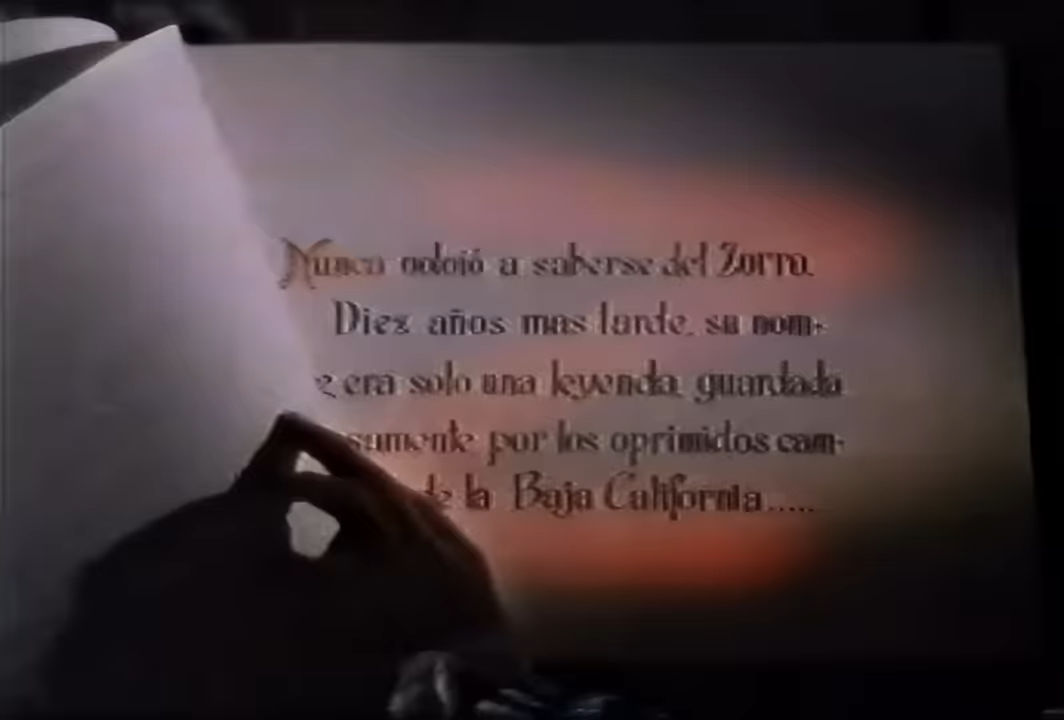 Nunca volvió a saberse del Zorro.
Diez años mas tarde, su nom-
e era solo una leyenda, guardada
samente por los oprimidos cam-
de la Baja California.....